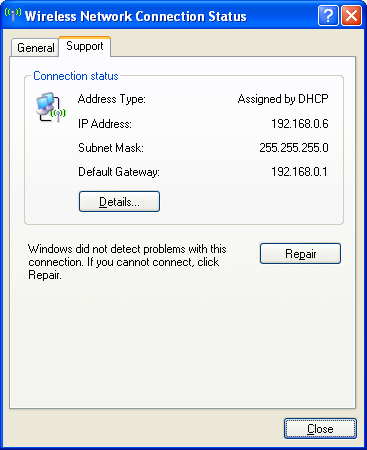 Wireless Network Connection Status
General
Support
Connection status
Address Type: Assigned by DHCP
IP Address: 192.168.0.6
Subnet Mask: 255.255.255.0
Default Gateway: 192.168.0.1
Details...
Windows did not detect problems with this
connection. If you cannot connect, click
Repair.
Repair
Close